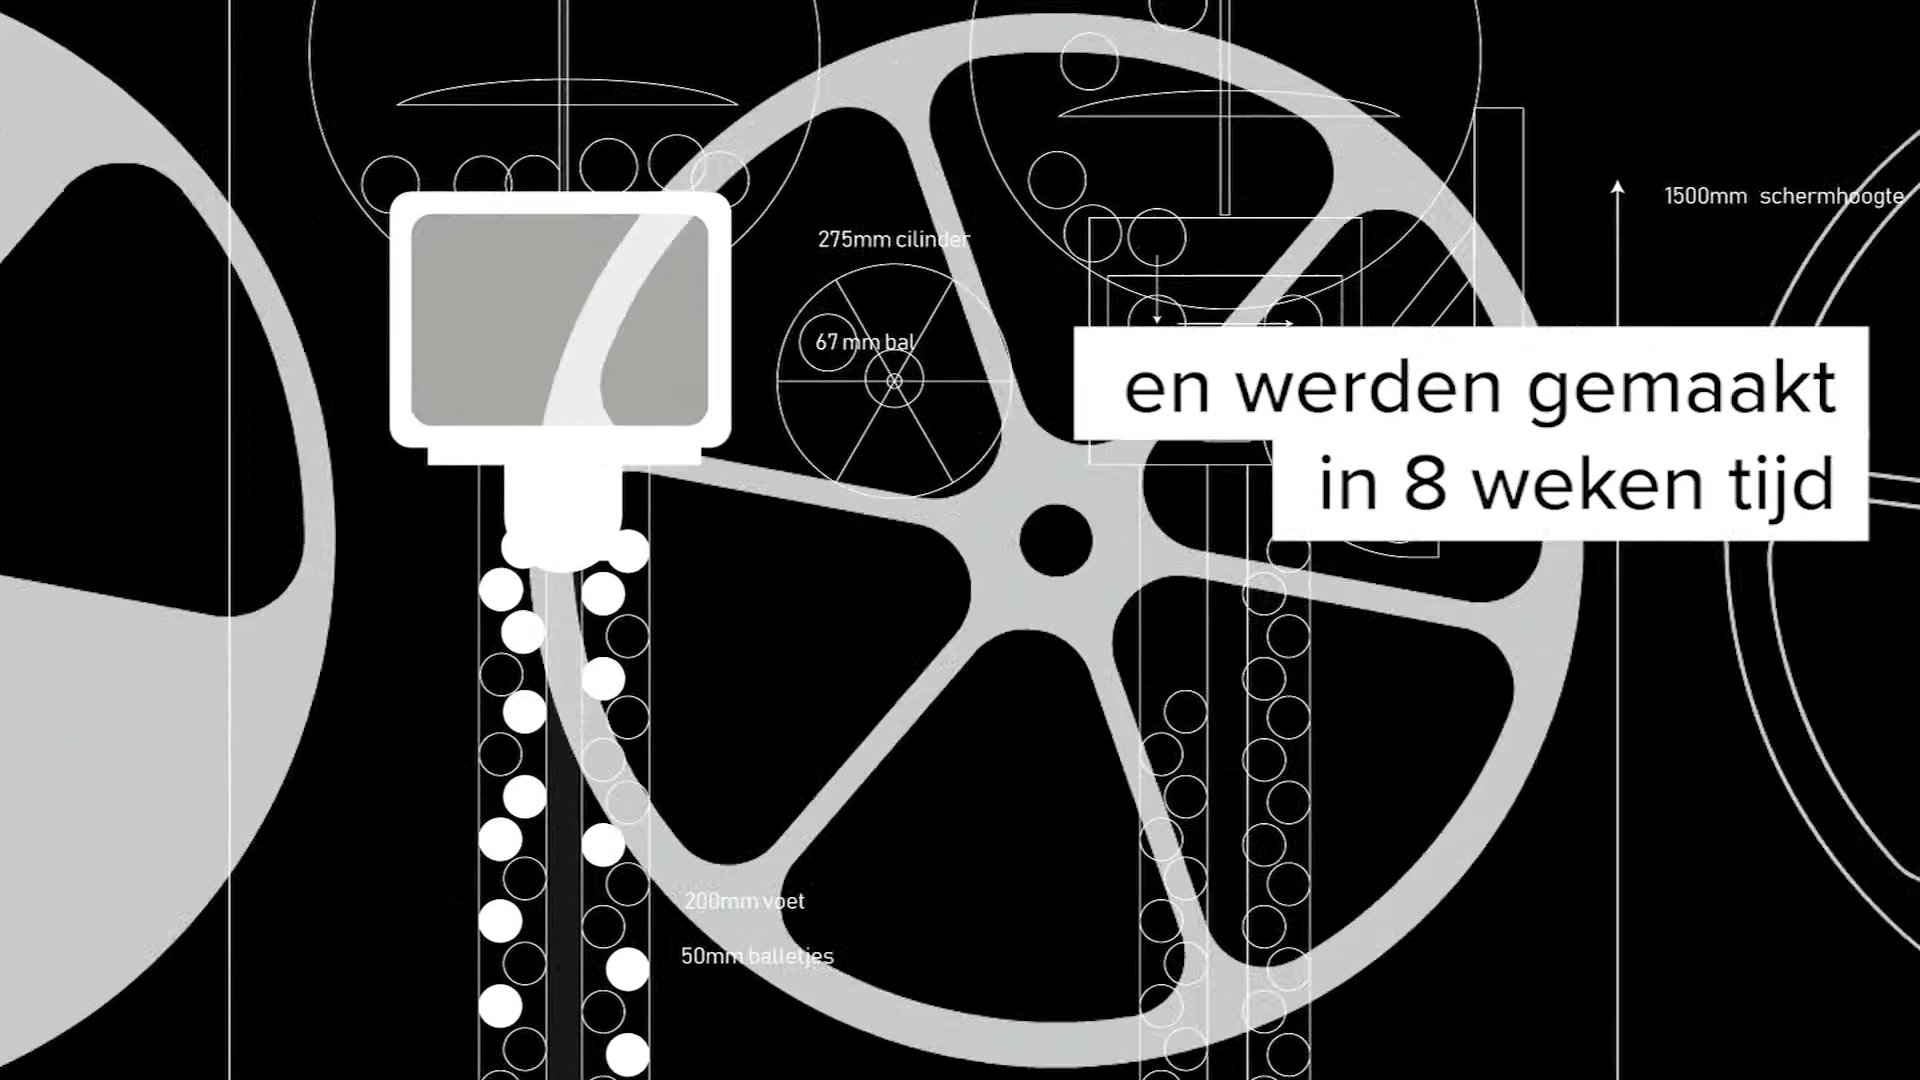 1500mm schermhoogte
275mm cilinder
67 mm bal
en werden gemaakt
in 8 weken tijd
200mm voet
50mm balletjes